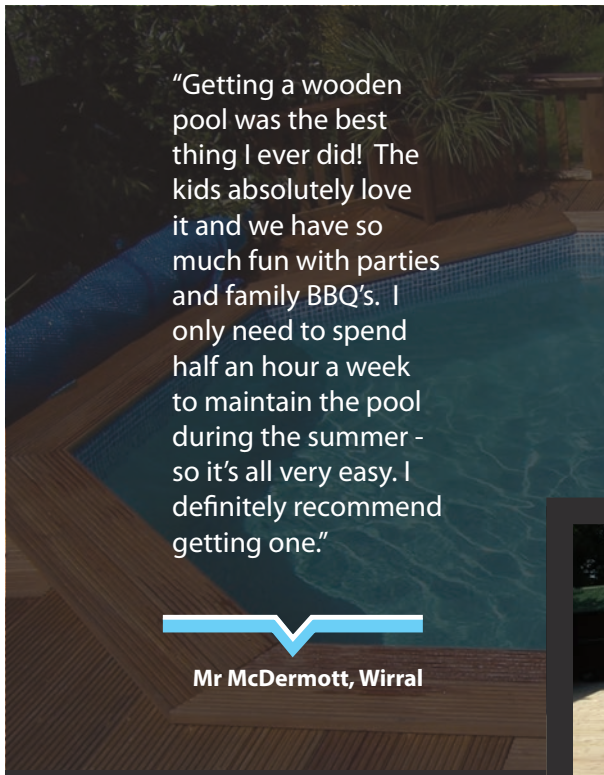 “Getting a wooden
pool was the best
thing I ever did!  The
kids absolutely love
it and we have so
much fun with parties
and family BBQ’s.  I
only need to spend
half an hour a week
to maintain the pool
during the summer -
so it’s all very easy. I
definitely recommend
getting one.”
Mr McDermott, Wirral